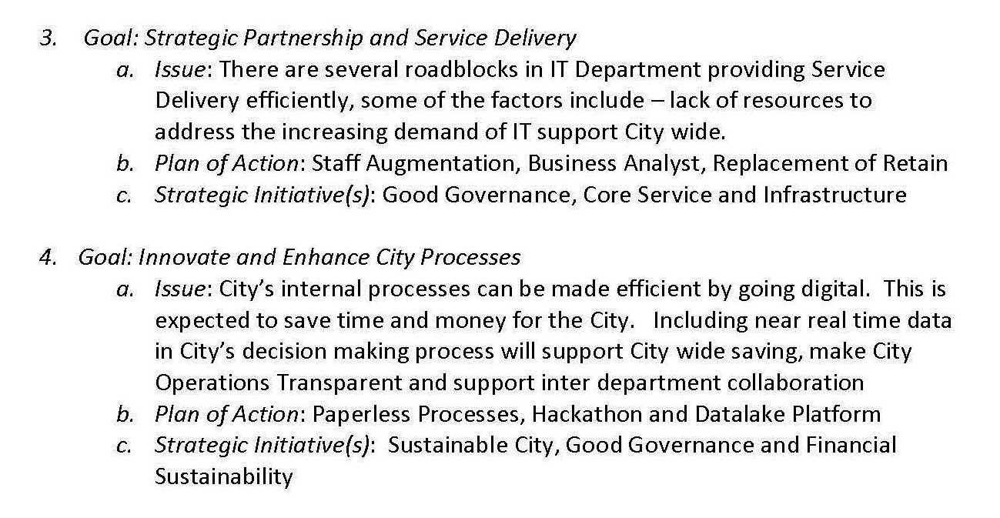 3. Goal: Strategic Partnership and Service Delivery
a. Issue: There are several roadblocks in IT Department providing Service
Delivery efficiently, some of the factors include – lack of resources to
address the increasing demand of IT support City wide.
b. Plan of Action: Staff Augmentation, Business Analyst, Replacement of Retain
c. Strategic Initiative(s): Good Governance, Core Service and Infrastructure
4. Goal: Innovate and Enhance City Processes
a. Issue: City’s internal processes can be made efficient by going digital.  This is
expected to save time and money for the City.   Including near real time data
in City’s decision making process will support City wide saving, make City
Operations Transparent and support inter department collaboration
b. Plan of Action: Paperless Processes, Hackathon and Datalake Platform
c. Strategic Initiative(s):  Sustainable City, Good Governance and Financial
Sustainability